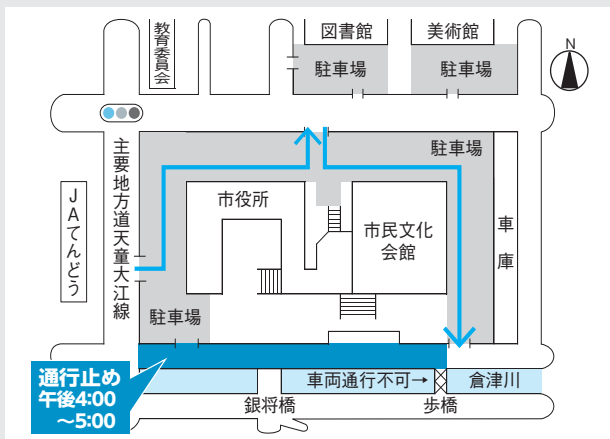 教育委員会
図書館
美術館
駐車場
駐車場
N
駐車場
主要地方道天童大江線
JAてんどう
市役所
市民文化
会館
車庫
駐車場
通行止め
午後4:00
～5:00
車両通行不可→
倉津川
銀将橋
歩橋